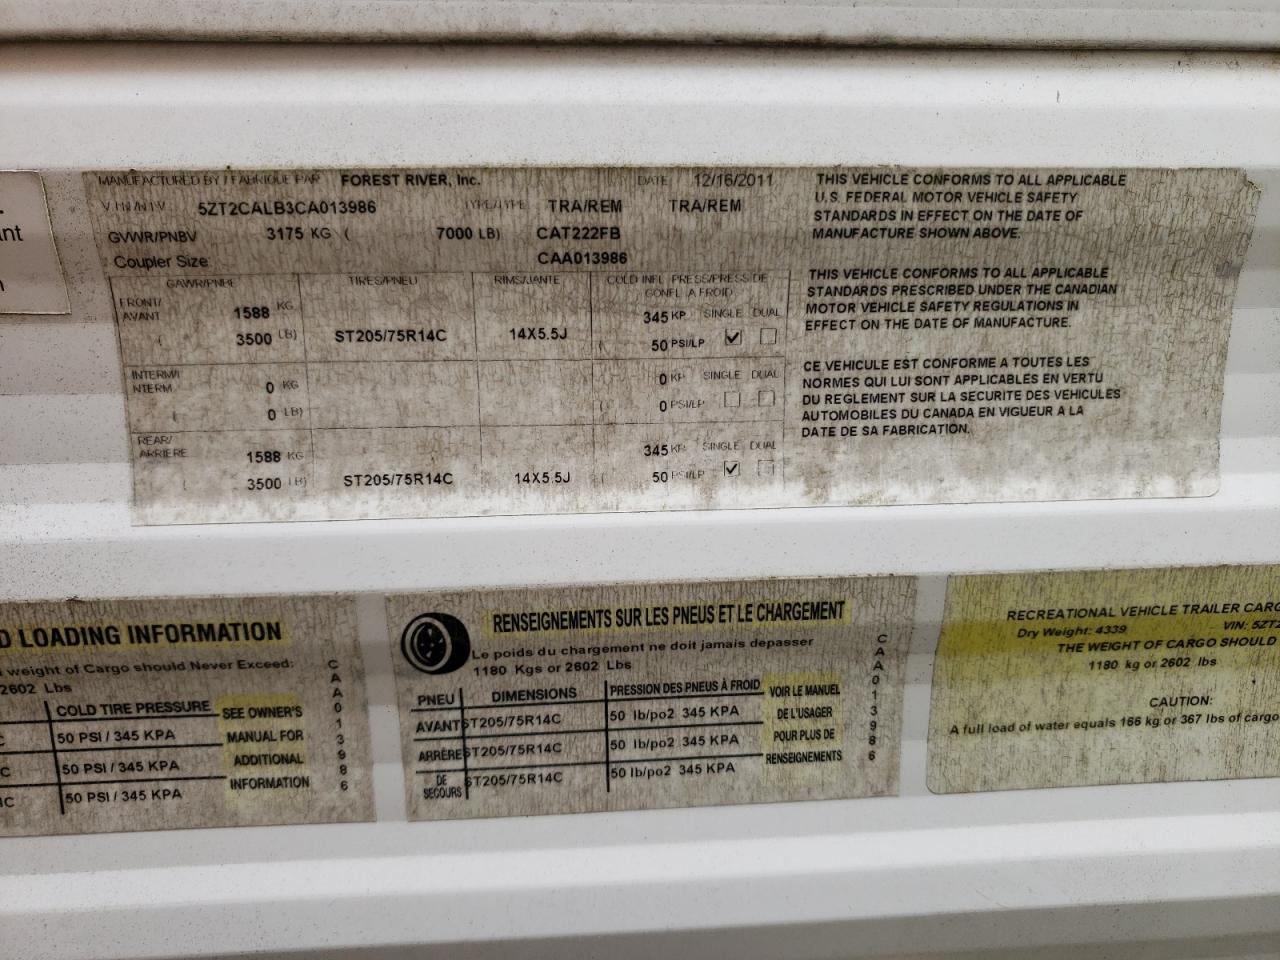 MANUFACTURED BY / FABRIQUE PAR FOREST RIVER, Inc. DATE 12/16/2011
V.I.N./N.I.V. 5ZT2CALB3CA013986 TYPE/TYPE TRA/REM TRA/REM
GVWR/PNBV 3175 KG ( 7000 LB) CAT222FB
Coupler Size: CAA013986
GAWR/PNBE TIRES/PNEU RIMS/JANTE COLD INFL. PRESS/PRESS DE
GONFL. A FROID
FRONT/
AVANT 1588 KG 345 KP SINGLE DUAL
( 3500 LB) ST205/75R14C 14X5.5J ( 50 PSI/LP
INTERM/
INTERM. 0 KG 0 KP SINGLE DUAL
( 0 LB) ( 0 PSI/LP
REAR/
ARRIERE 1588 KG 345 KP SINGLE DUAL
( 3500 LB) ST205/75R14C 14X5.5J ( 50 PSI/LP
THIS VEHICLE CONFORMS TO ALL APPLICABLE
U.S. FEDERAL MOTOR VEHICLE SAFETY
STANDARDS IN EFFECT ON THE DATE OF
MANUFACTURE SHOWN ABOVE.
THIS VEHICLE CONFORMS TO ALL APPLICABLE
STANDARDS PRESCRIBED UNDER THE CANADIAN
MOTOR VEHICLE SAFETY REGULATIONS IN
EFFECT ON THE DATE OF MANUFACTURE.
CE VEHICULE EST CONFORME A TOUTES LES
NORMES QUI LUI SONT APPLICABLES EN VERTU
DU REGLEMENT SUR LA SECURITE DES VEHICULES
AUTOMOBILES DU CANADA EN VIGUEUR A LA
DATE DE SA FABRICATION.
D LOADING INFORMATION
weight of Cargo should Never Exceed:
2602 Lbs
COLD TIRE PRESSURE
C 50 PSI / 345 KPA
C 50 PSI / 345 KPA
4C 50 PSI / 345 KPA
SEE OWNER'S
MANUAL FOR
ADDITIONAL
INFORMATION
CAA013986
RENSEIGNEMENTS SUR LES PNEUS ET LE CHARGEMENT
Le poids du chargement ne doit jamais depasser
1180 Kgs or 2602 Lbs
PNEU DIMENSIONS PRESSION DES PNEUS À FROID
AVANT ST205/75R14C 50 lb/po2 345 KPA
ARRÈRE ST205/75R14C 50 lb/po2 345 KPA
DE
SECOURS ST205/75R14C 50 lb/po2 345 KPA
VOIR LE MANUEL
DE L'USAGER
POUR PLUS DE
RENSEIGNEMENTS
CAA013986
RECREATIONAL VEHICLE TRAILER CARG
Dry Weight: 4339 VIN: 5ZT2
THE WEIGHT OF CARGO SHOULD
1180 kg or 2602 lbs
CAUTION:
A full load of water equals 166 kg or 367 lbs of cargo